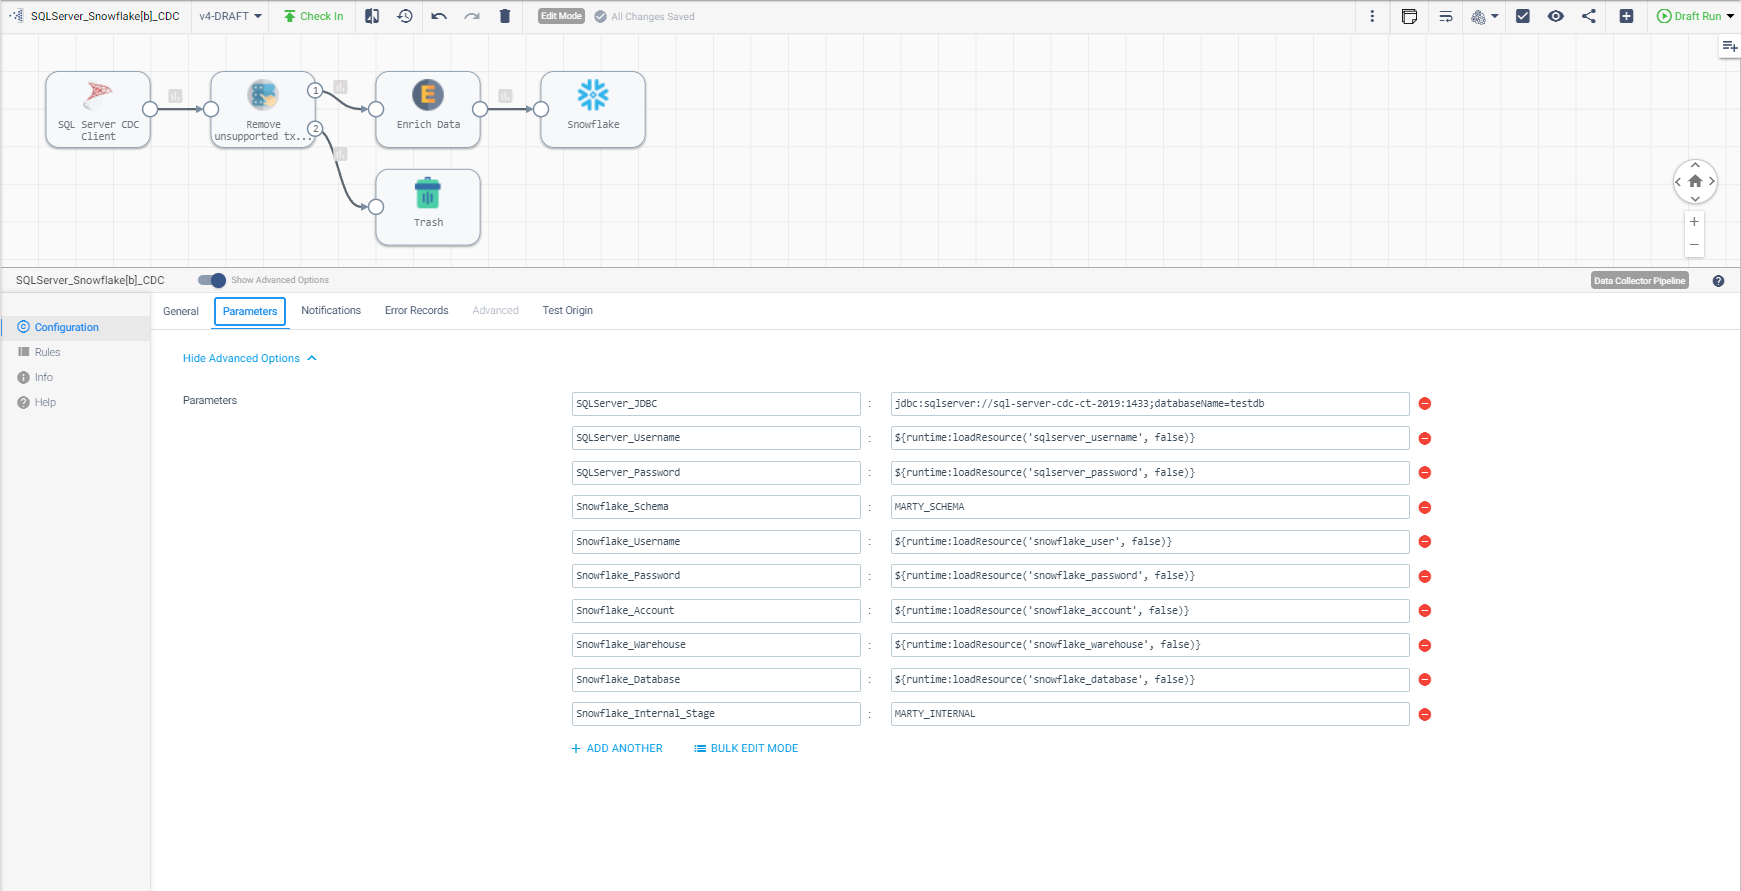 SQLServer_Snowflake[b]_CDC
v4-DRAFT
Check In
Edit Mode
All Changes Saved
Draft Run
SQL Server CDC
Client
Remove
unsupported tx...
1
2
Enrich Data
Snowflake
Trash
SQLServer_Snowflake[b]_CDC
Show Advanced Options
Data Collector Pipeline
Configuration
Rules
Info
Help
General
Parameters
Notifications
Error Records
Advanced
Test Origin
Hide Advanced Options
Parameters
SQLServer_JDBC : jdbc:sqlserver://sql-server-cdc-ct-2019:1433;databaseName=testdb
SQLServer_Username : ${runtime:loadResource('sqlserver_username', false)}
SQLServer_Password : ${runtime:loadResource('sqlserver_password', false)}
Snowflake_Schema : MARTY_SCHEMA
Snowflake_Username : ${runtime:loadResource('snowflake_user', false)}
Snowflake_Password : ${runtime:loadResource('snowflake_password', false)}
Snowflake_Account : ${runtime:loadResource('snowflake_account', false)}
Snowflake_Warehouse : ${runtime:loadResource('snowflake_warehouse', false)}
Snowflake_Database : ${runtime:loadResource('snowflake_database', false)}
Snowflake_Internal_Stage : MARTY_INTERNAL
ADD ANOTHER
BULK EDIT MODE